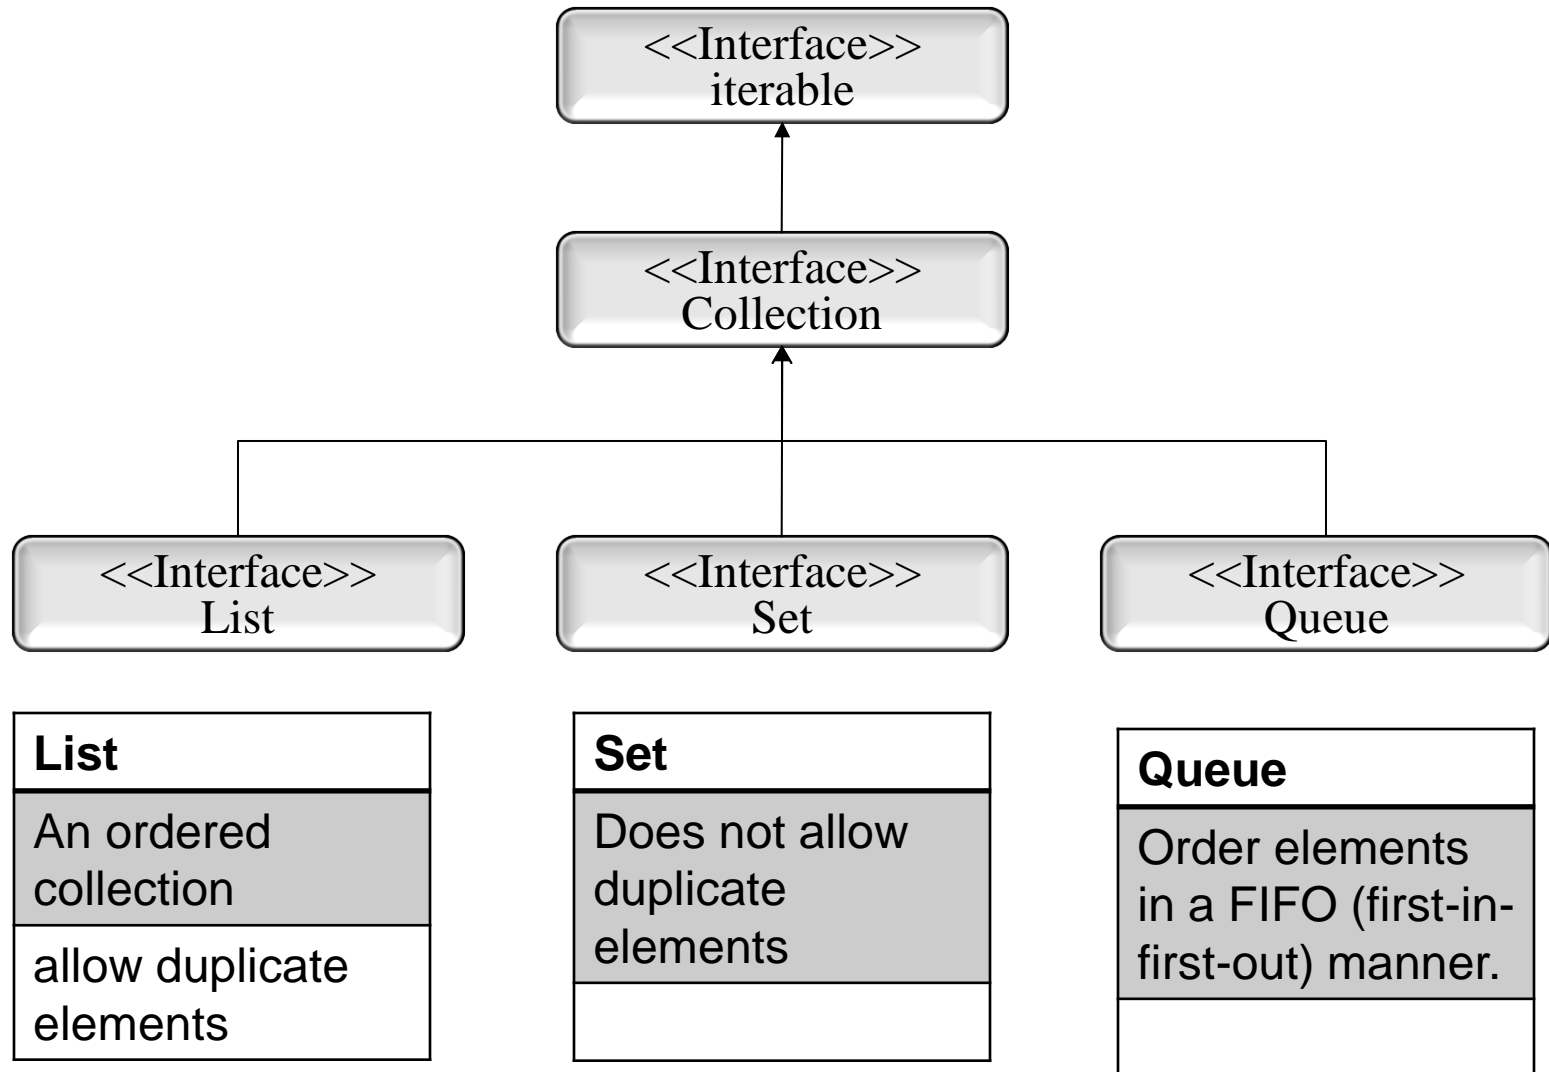 <<Interface>>
iterable
<<Interface>>
Collection
<<Interface>>
List
<<Interface>>
Set
<<Interface>>
Queue
List
An ordered
collection
allow duplicate
elements
Set
Does not allow
duplicate
elements
Queue
Order elements
in a FIFO (first-in-
first-out) manner.